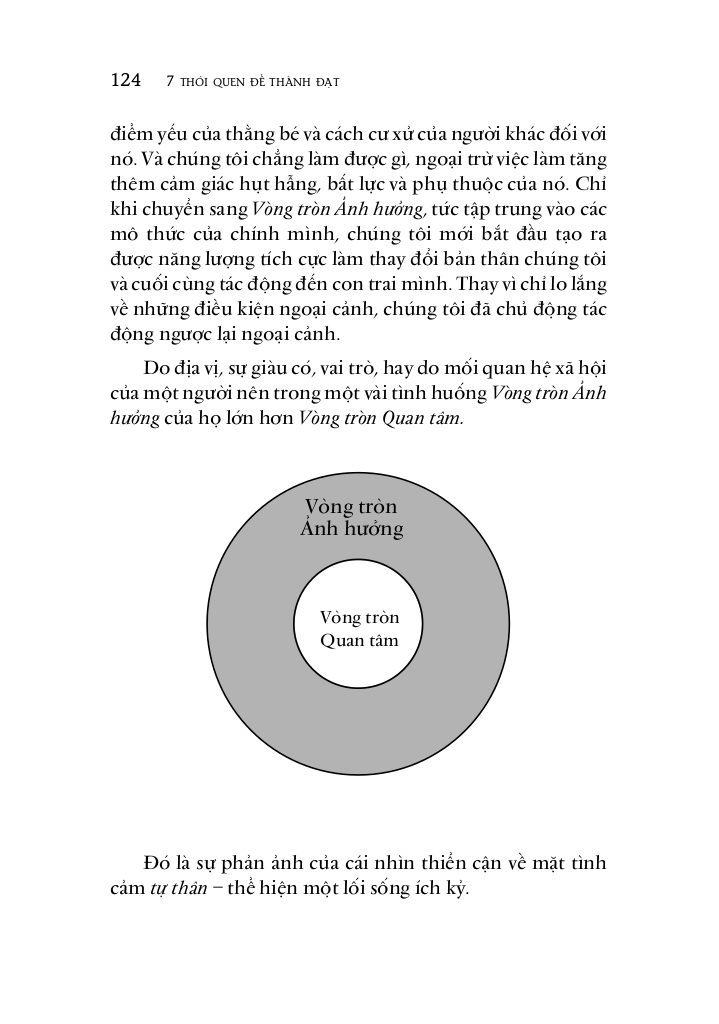 124 7 THÓI QUEN ĐỂ THÀNH ĐẠT
điểm yếu của thằng bé và cách cư xử của người khác đối với
nó. Và chúng tôi chẳng làm được gì, ngoại trừ việc làm tăng
thêm cảm giác hụt hẫng, bất lực và phụ thuộc của nó. Chỉ
khi chuyển sang Vòng tròn Ảnh hưởng, tức tập trung vào các
mô thức của chính mình, chúng tôi mới bắt đầu tạo ra
được năng lượng tích cực làm thay đổi bản thân chúng tôi
và cuối cùng tác động đến con trai mình. Thay vì chỉ lo lắng
về những điều kiện ngoại cảnh, chúng tôi đã chủ động tác
động ngược lại ngoại cảnh.
Do địa vị, sự giàu có, vai trò, hay do mối quan hệ xã hội
của một người nên trong một vài tình huống Vòng tròn Ảnh
hưởng của họ lớn hơn Vòng tròn Quan tâm.
Vòng tròn
Ảnh hưởng
Vòng tròn
Quan tâm
Đó là sự phản ảnh của cái nhìn thiển cận về mặt tình
cảm tự thân – thể hiện một lối sống ích kỷ.